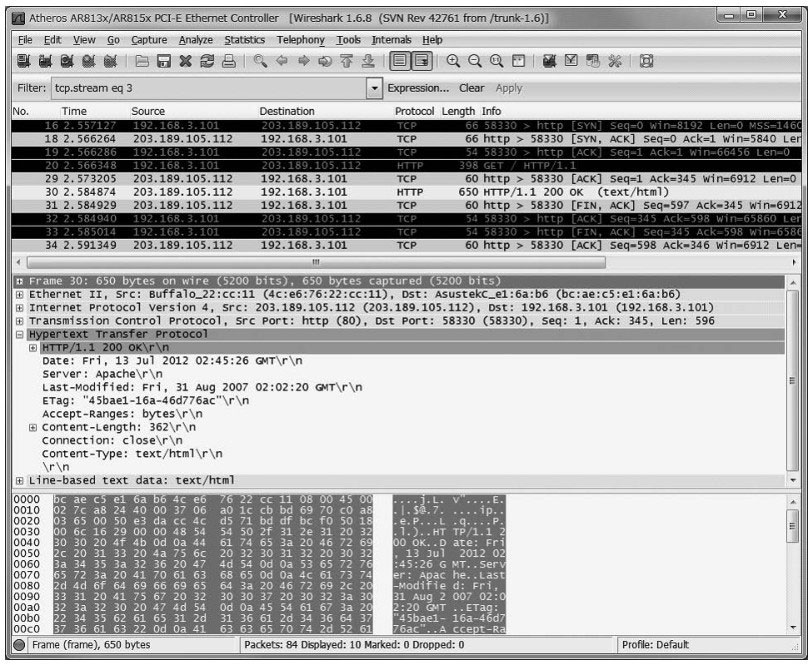 Atheros AR813x/AR815x PCI-E Ethernet Controller [Wireshark 1.6.8 (SVN Rev 42761 from /trunk-1.6)]
File Edit View Go Capture Analyze Statistics Telephony Tools Internals Help
Filter: tcp.stream eq 3 Expression... Clear Apply
No. Time Source Destination Protocol Length Info
16 2.557127 192.168.3.101 203.189.105.112 TCP 66 58330 > http [SYN] Seq=0 Win=8192 Len=0 MSS=1460
18 2.566264 203.189.105.112 192.168.3.101 TCP 66 http > 58330 [SYN, ACK] Seq=0 Ack=1 Win=5840 Ler
19 2.566286 192.168.3.101 203.189.105.112 TCP 54 58330 > http [ACK] Seq=1 Ack=1 Win=66456 Len=0
20 2.566348 192.168.3.101 203.189.105.112 HTTP 398 GET / HTTP/1.1
29 2.573205 203.189.105.112 192.168.3.101 TCP 60 http > 58330 [ACK] Seq=1 Ack=345 Win=6912 Len=0
30 2.584874 203.189.105.112 192.168.3.101 HTTP 650 HTTP/1.1 200 OK (text/html)
31 2.584929 203.189.105.112 192.168.3.101 TCP 60 http > 58330 [FIN, ACK] Seq=597 Ack=345 Win=6912
32 2.584940 192.168.3.101 203.189.105.112 TCP 54 58330 > http [ACK] Seq=345 Ack=598 Win=65860 Ler
33 2.585014 192.168.3.101 203.189.105.112 TCP 54 58330 > http [FIN, ACK] Seq=345 Ack=598 Win=6586
34 2.591349 203.189.105.112 192.168.3.101 TCP 60 http > 58330 [ACK] Seq=598 Ack=346 Win=6912 Len=
Frame 30: 650 bytes on wire (5200 bits), 650 bytes captured (5200 bits)
Ethernet II, Src: Buffalo_22:cc:11 (4c:e6:76:22:cc:11), Dst: AsustekC_e1:6a:b6 (bc:ae:c5:e1:6a:b6)
Internet Protocol Version 4, Src: 203.189.105.112 (203.189.105.112), Dst: 192.168.3.101 (192.168.3.101)
Transmission Control Protocol, Src Port: http (80), Dst Port: 58330 (58330), Seq: 1, Ack: 345, Len: 596
Hypertext Transfer Protocol
HTTP/1.1 200 OK\r\n
Date: Fri, 13 Jul 2012 02:45:26 GMT\r\n
Server: Apache\r\n
Last-Modified: Fri, 31 Aug 2007 02:02:20 GMT\r\n
ETag: "45bae1-16a-46d776ac"\r\n
Accept-Ranges: bytes\r\n
Content-Length: 362\r\n
Connection: close\r\n
Content-Type: text/html\r\n
\r\n
Line-based text data: text/html
0000 bc ae c5 e1 6a b6 4c e6 76 22 cc 11 08 00 45 00 ....j.L. v"....E.
0010 02 7c a8 24 40 00 37 06 a0 1c cb bd 69 70 c0 a8 .|.$@.7. ....ip..
0020 03 65 00 50 e3 da cc 4c d5 71 bd df bc f0 50 18 .e.P...L .q....P.
0030 00 6c 16 29 00 00 48 54 54 50 2f 31 2e 31 20 32 .l.)..HT TP/1.1 2
0040 30 30 20 4f 4b 0d 0a 44 61 74 65 3a 20 46 72 69 00 OK..D ate: Fri
0050 2c 20 31 33 20 4a 75 6c 20 32 30 31 32 20 30 32 , 13 Jul 2012 02
0060 3a 34 35 3a 32 36 20 47 4d 54 0d 0a 53 65 72 76 :45:26 G MT..Serv
0070 65 72 3a 20 41 70 61 63 68 65 0d 0a 4c 61 73 74 er: Apac he..Last
0080 2d 4d 6f 64 69 66 69 65 64 3a 20 46 72 69 2c 20 -Modifie d: Fri,
0090 33 31 20 41 75 67 20 32 30 30 37 20 30 32 3a 30 31 Aug 2 007 02:0
00a0 32 3a 32 30 20 47 4d 54 0d 0a 45 54 61 67 3a 20 2:20 GMT ..ETag:
00b0 22 34 35 62 61 65 31 2d 31 36 61 2d 34 36 64 37 "45bae1- 16a-46d7
00c0 37 36 61 63 22 0d 0a 41 63 63 65 70 74 2d 52 61 76ac"..A ccept-Ra
Frame (frame), 650 bytes Packets: 84 Displayed: 10 Marked: 0 Dropped: 0 Profile: Default